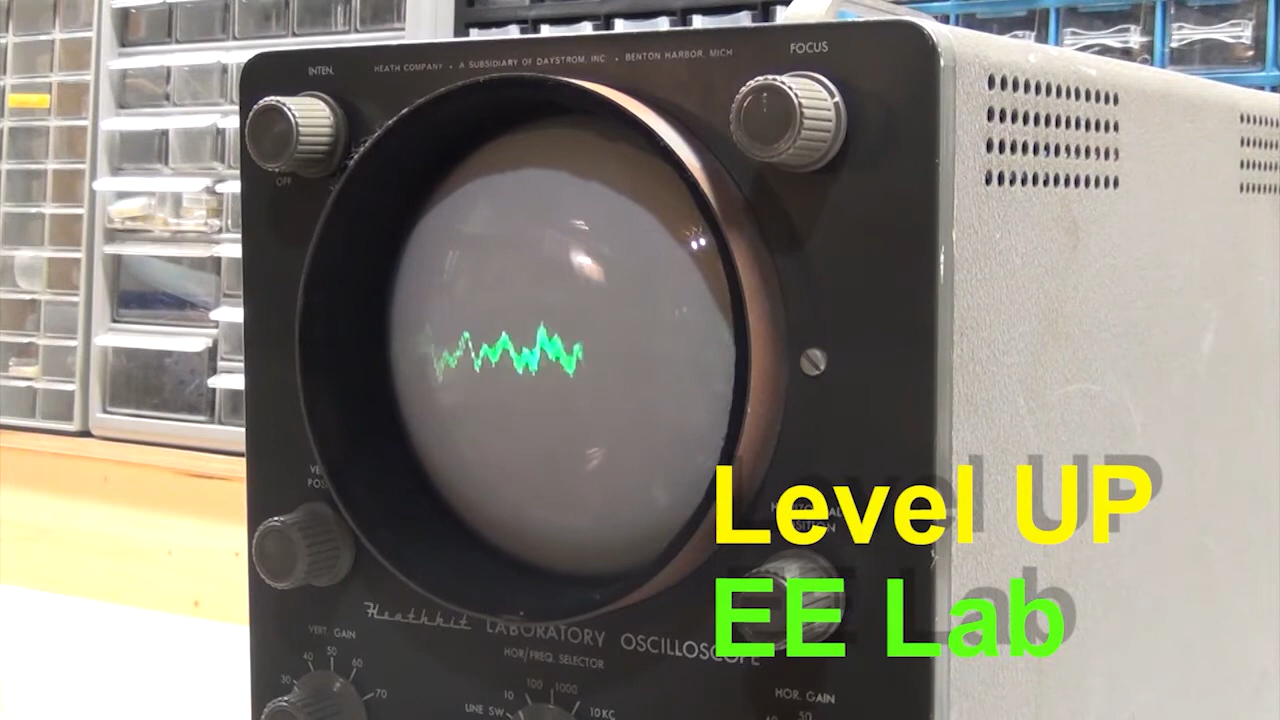 INTEN.
HEATH COMPANY • A SUBSIDIARY OF DAYSTROM, INC. • BENTON HARBOR, MICH
FOCUS
OFF
Level UP
EE Lab
Heathkit LABORATORY OSCILLOSCOPE
VERT. GAIN
30 40 50 60 70
HOR/FREQ. SELECTOR
LINE SW. 10 100 1000 10KC
HOR. GAIN
50